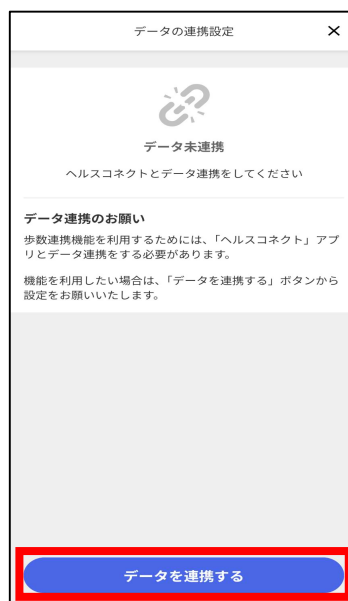 データの連携設定 ×
データ未連携
ヘルスコネクトとデータ連携をしてください
データ連携のお願い
歩数連携機能を利用するためには、「ヘルスコネクト」アプ
リとデータ連携をする必要があります。
機能を利用したい場合は、「データを連携する」ボタンから
設定をお願いいたします。
データを連携する